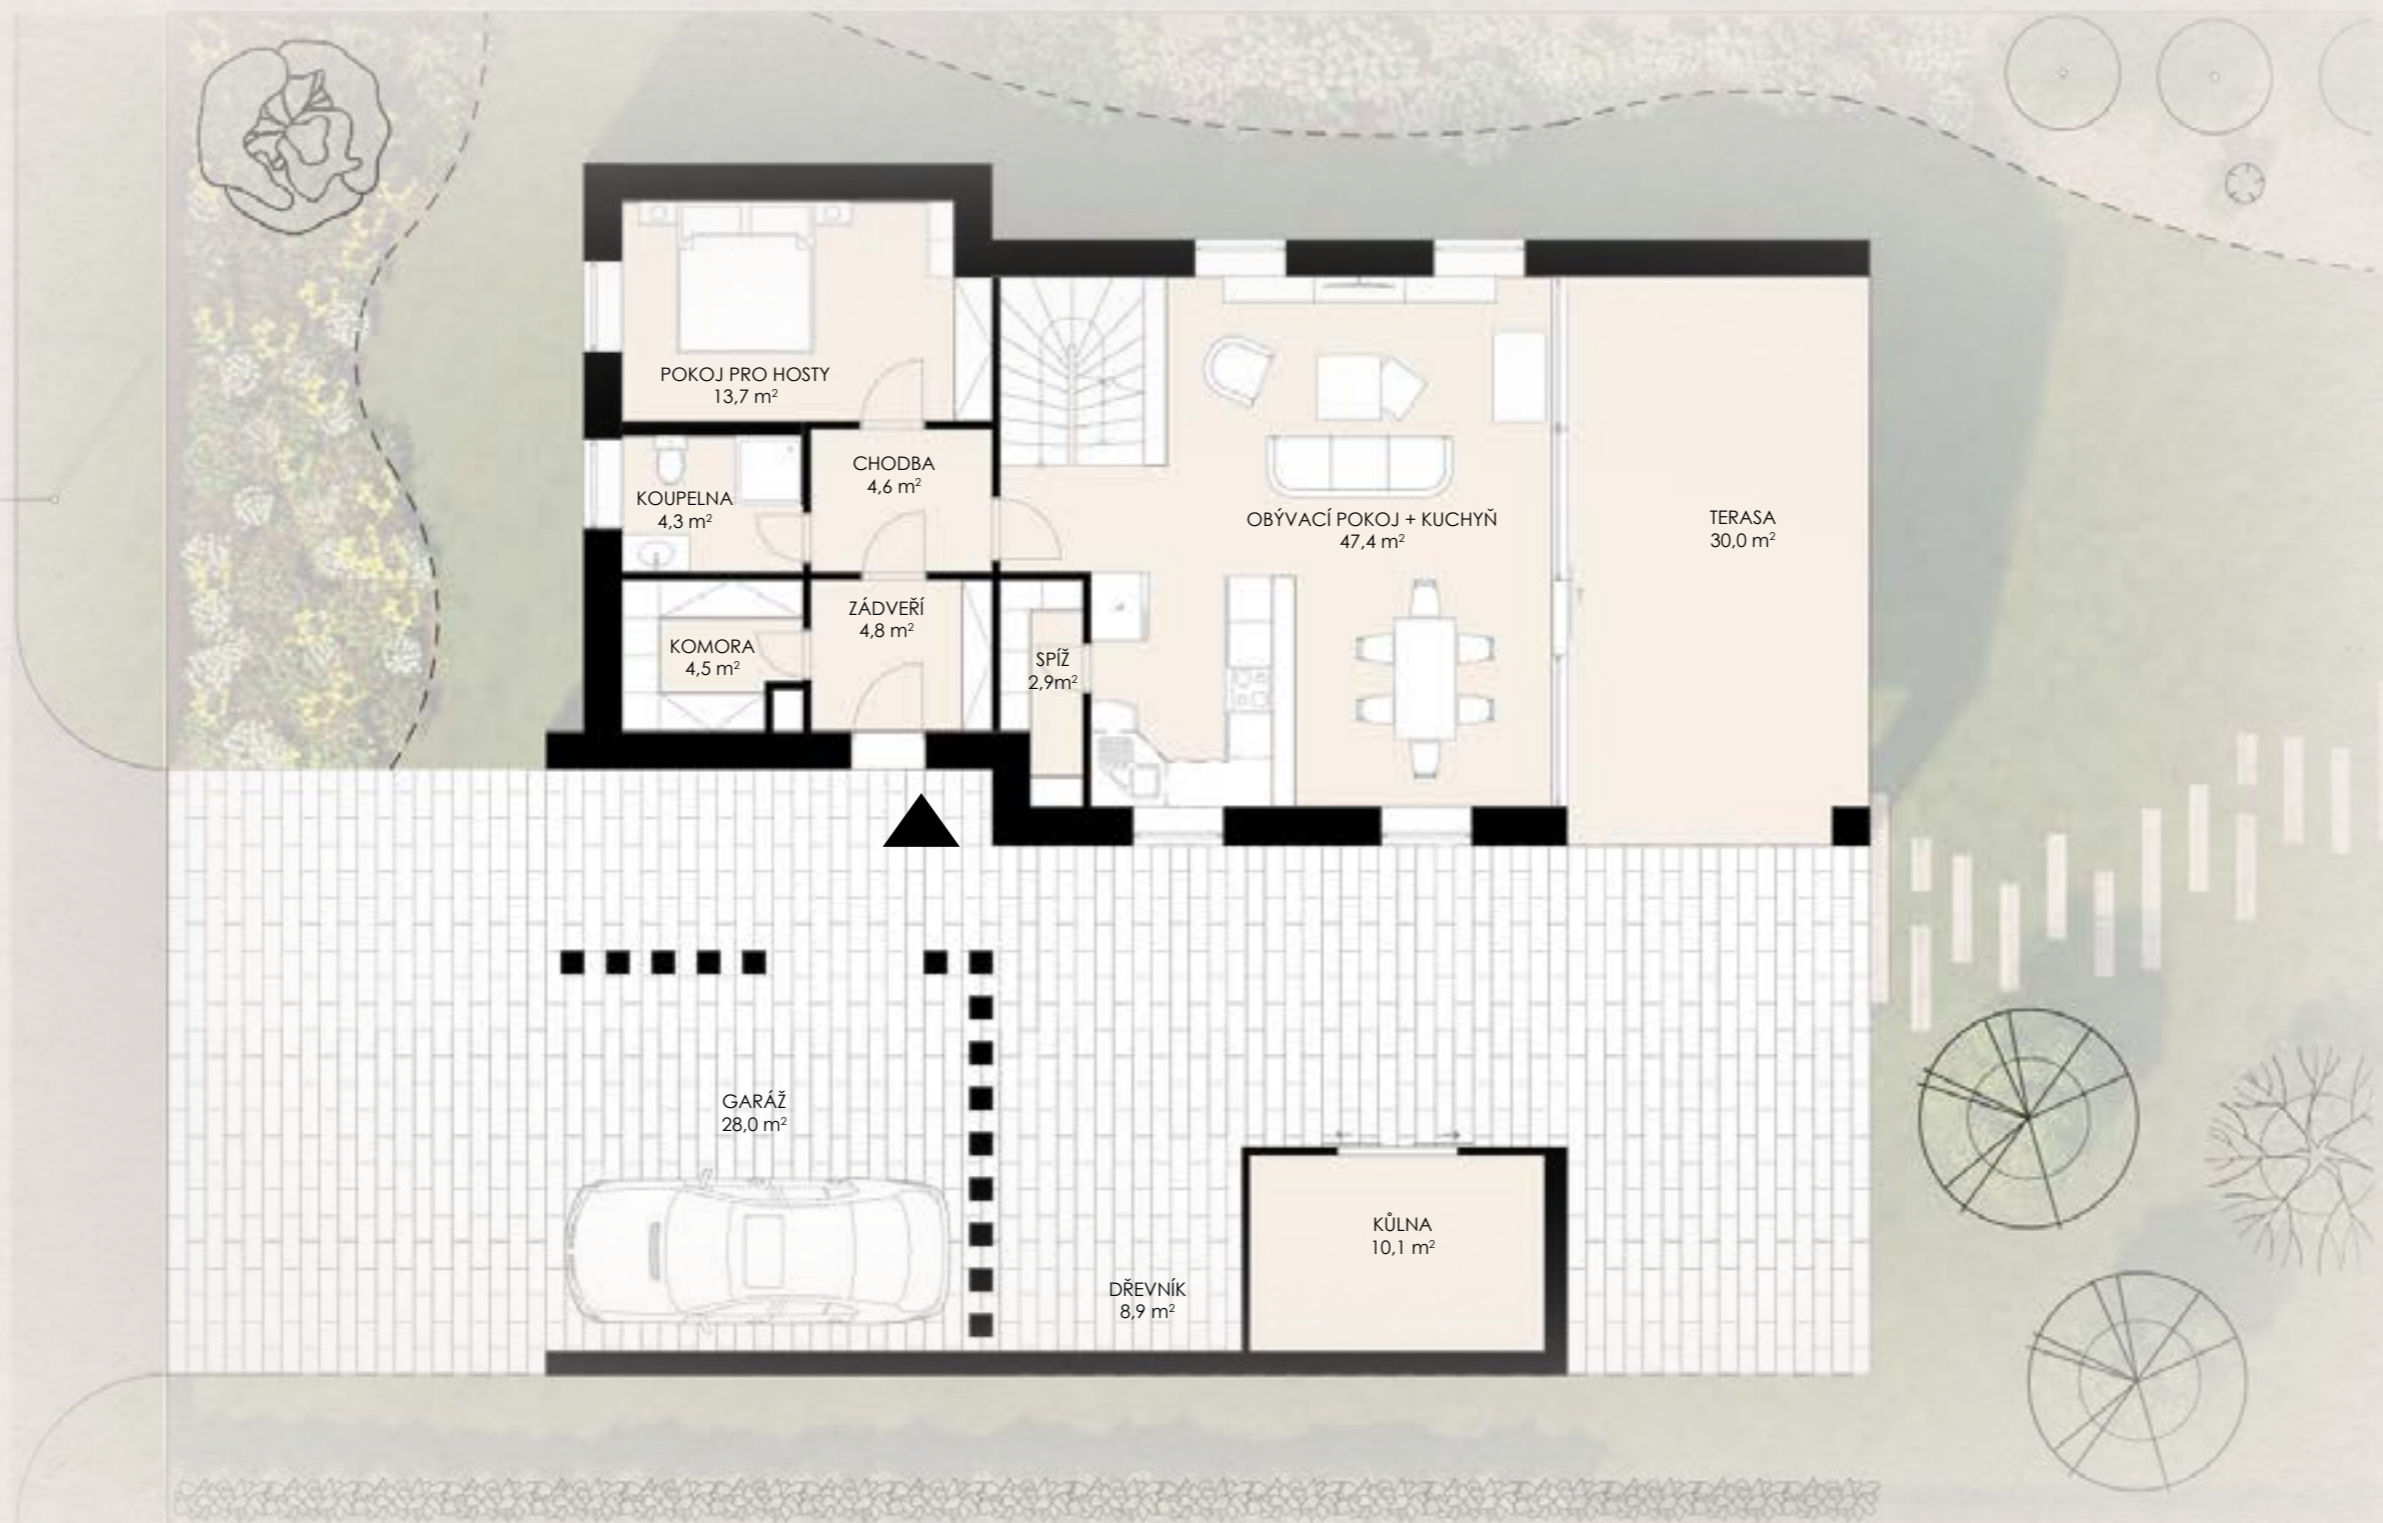 POKOJ PRO HOSTY
13,7 m²
CHODBA
4,6 m²
KOUPELNA
4,3 m²
OBÝVACÍ POKOJ + KUCHYŇ
47,4 m²
TERASA
30,0 m²
ZÁDVEŘÍ
4,8 m²
KOMORA
4,5 m²
SPÍŽ
2,9m²
GARÁŽ
28,0 m²
KŮLNA
10,1 m²
DŘEVNÍK
8,9 m²